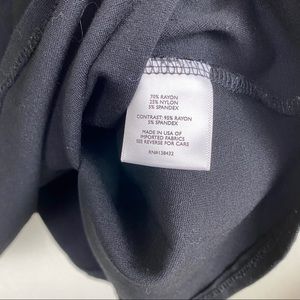 70% RAYON
25% NYLON
5% SPANDEX
CONTRAST: 95% RAYON
5% SPANDEX
MADE IN USA OF
IMPORTED FABRICS
SEE REVERSE FOR CARE
RN#138432